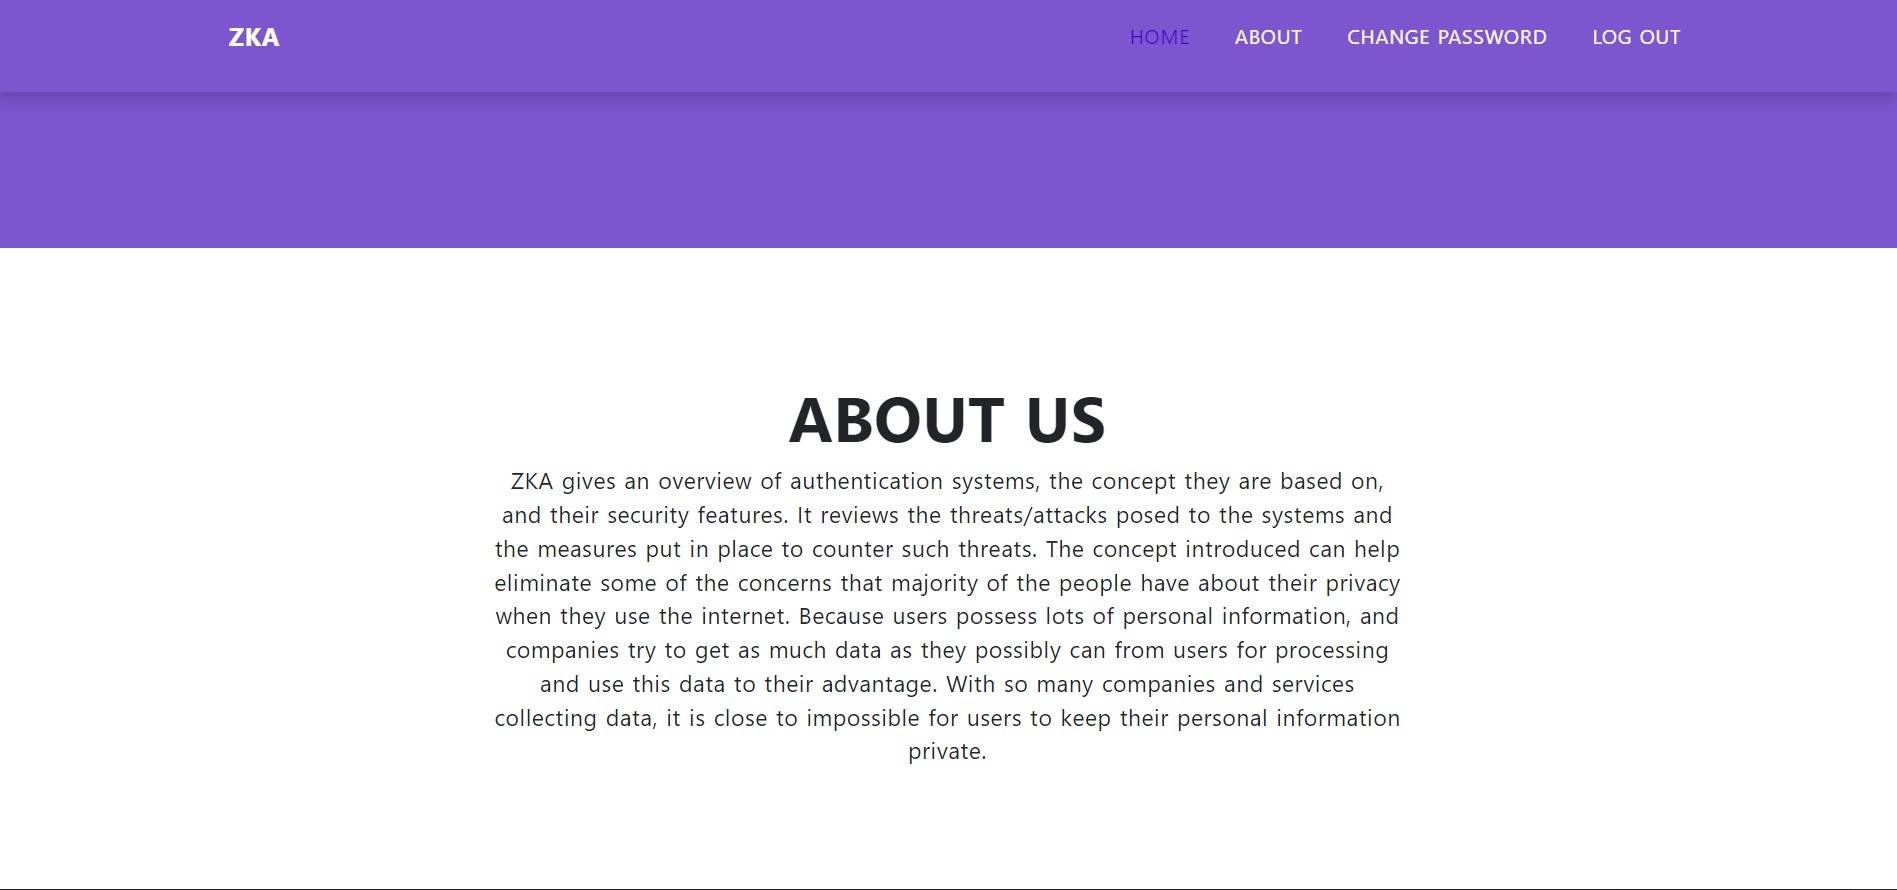 ZKA
HOME ABOUT CHANGE PASSWORD LOG OUT
ABOUT US
ZKA gives an overview of authentication systems, the concept they are based on,
and their security features. It reviews the threats/attacks posed to the systems and
the measures put in place to counter such threats. The concept introduced can help
eliminate some of the concerns that majority of the people have about their privacy
when they use the internet. Because users possess lots of personal information, and
companies try to get as much data as they possibly can from users for processing
and use this data to their advantage. With so many companies and services
collecting data, it is close to impossible for users to keep their personal information
private.